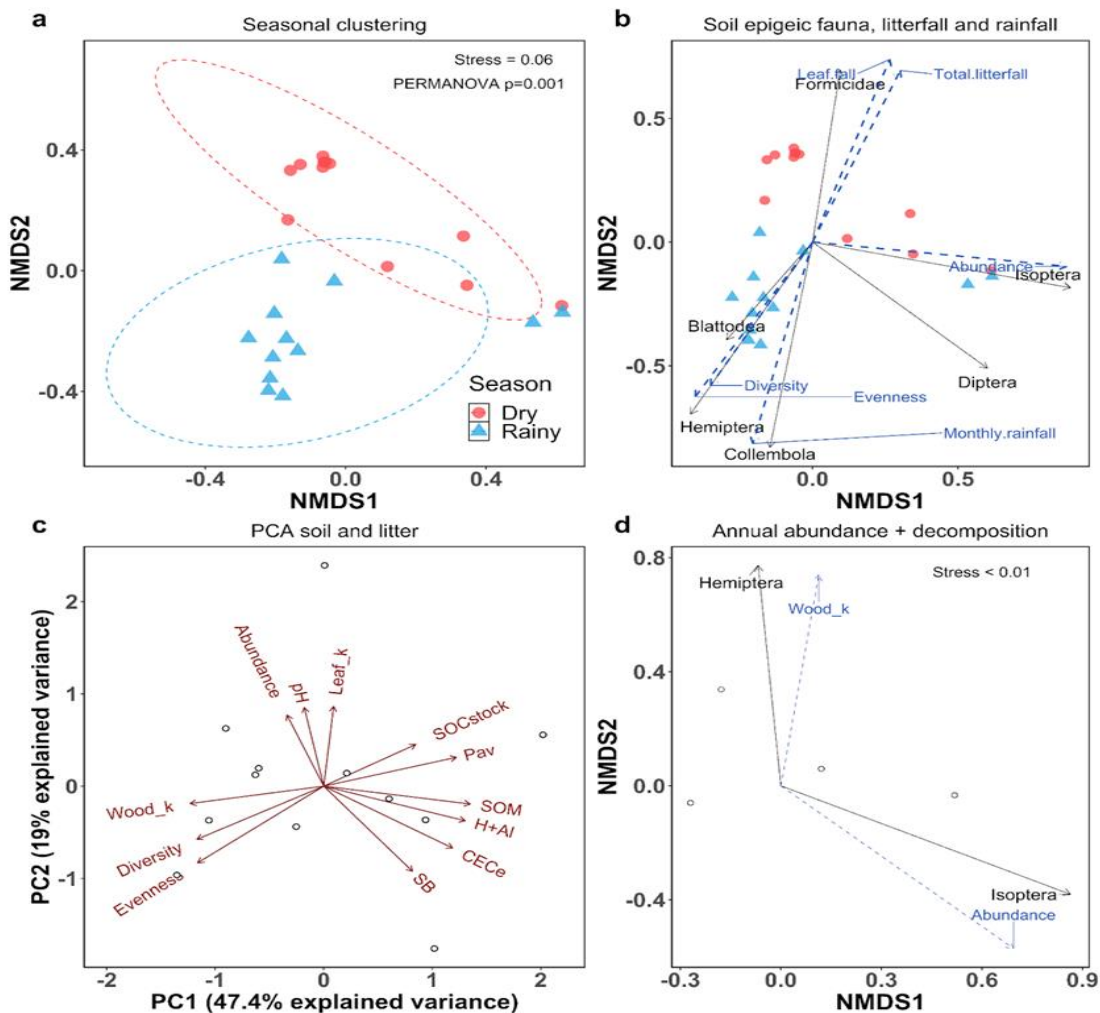 a
Seasonal clustering
Stress = 0.06
PERMANOVA p=0.001
NMDS2
0.4
0.0
-0.4
Season
Dry
Rainy
-0.4
0.0
0.4
NMDS1
b
Soil epigeic fauna, litterfall and rainfall
NMDS2
0.5
0.0
-0.5
Leaf.fall
Total.litterfall
Formicidae
Abundance
Isoptera
Blattodea
Diptera
Diversity
Evenness
Hemiptera
Monthly.rainfall
Collembola
0.0
0.5
NMDS1
c
PCA soil and litter
PC2 (19% explained variance)
2
1
0
-1
Abundance
pH
Leaf_k
SOCstock
Pav
Wood_k
SOM
H+Al
Diversity
CECe
SB
Evenness
-2
-1
0
1
2
PC1 (47.4% explained variance)
d
Annual abundance + decomposition
Stress < 0.01
NMDS2
0.8
0.4
0.0
-0.4
Hemiptera
Wood_k
Isoptera
Abundance
-0.3
0.0
0.3
0.6
0.9
NMDS1